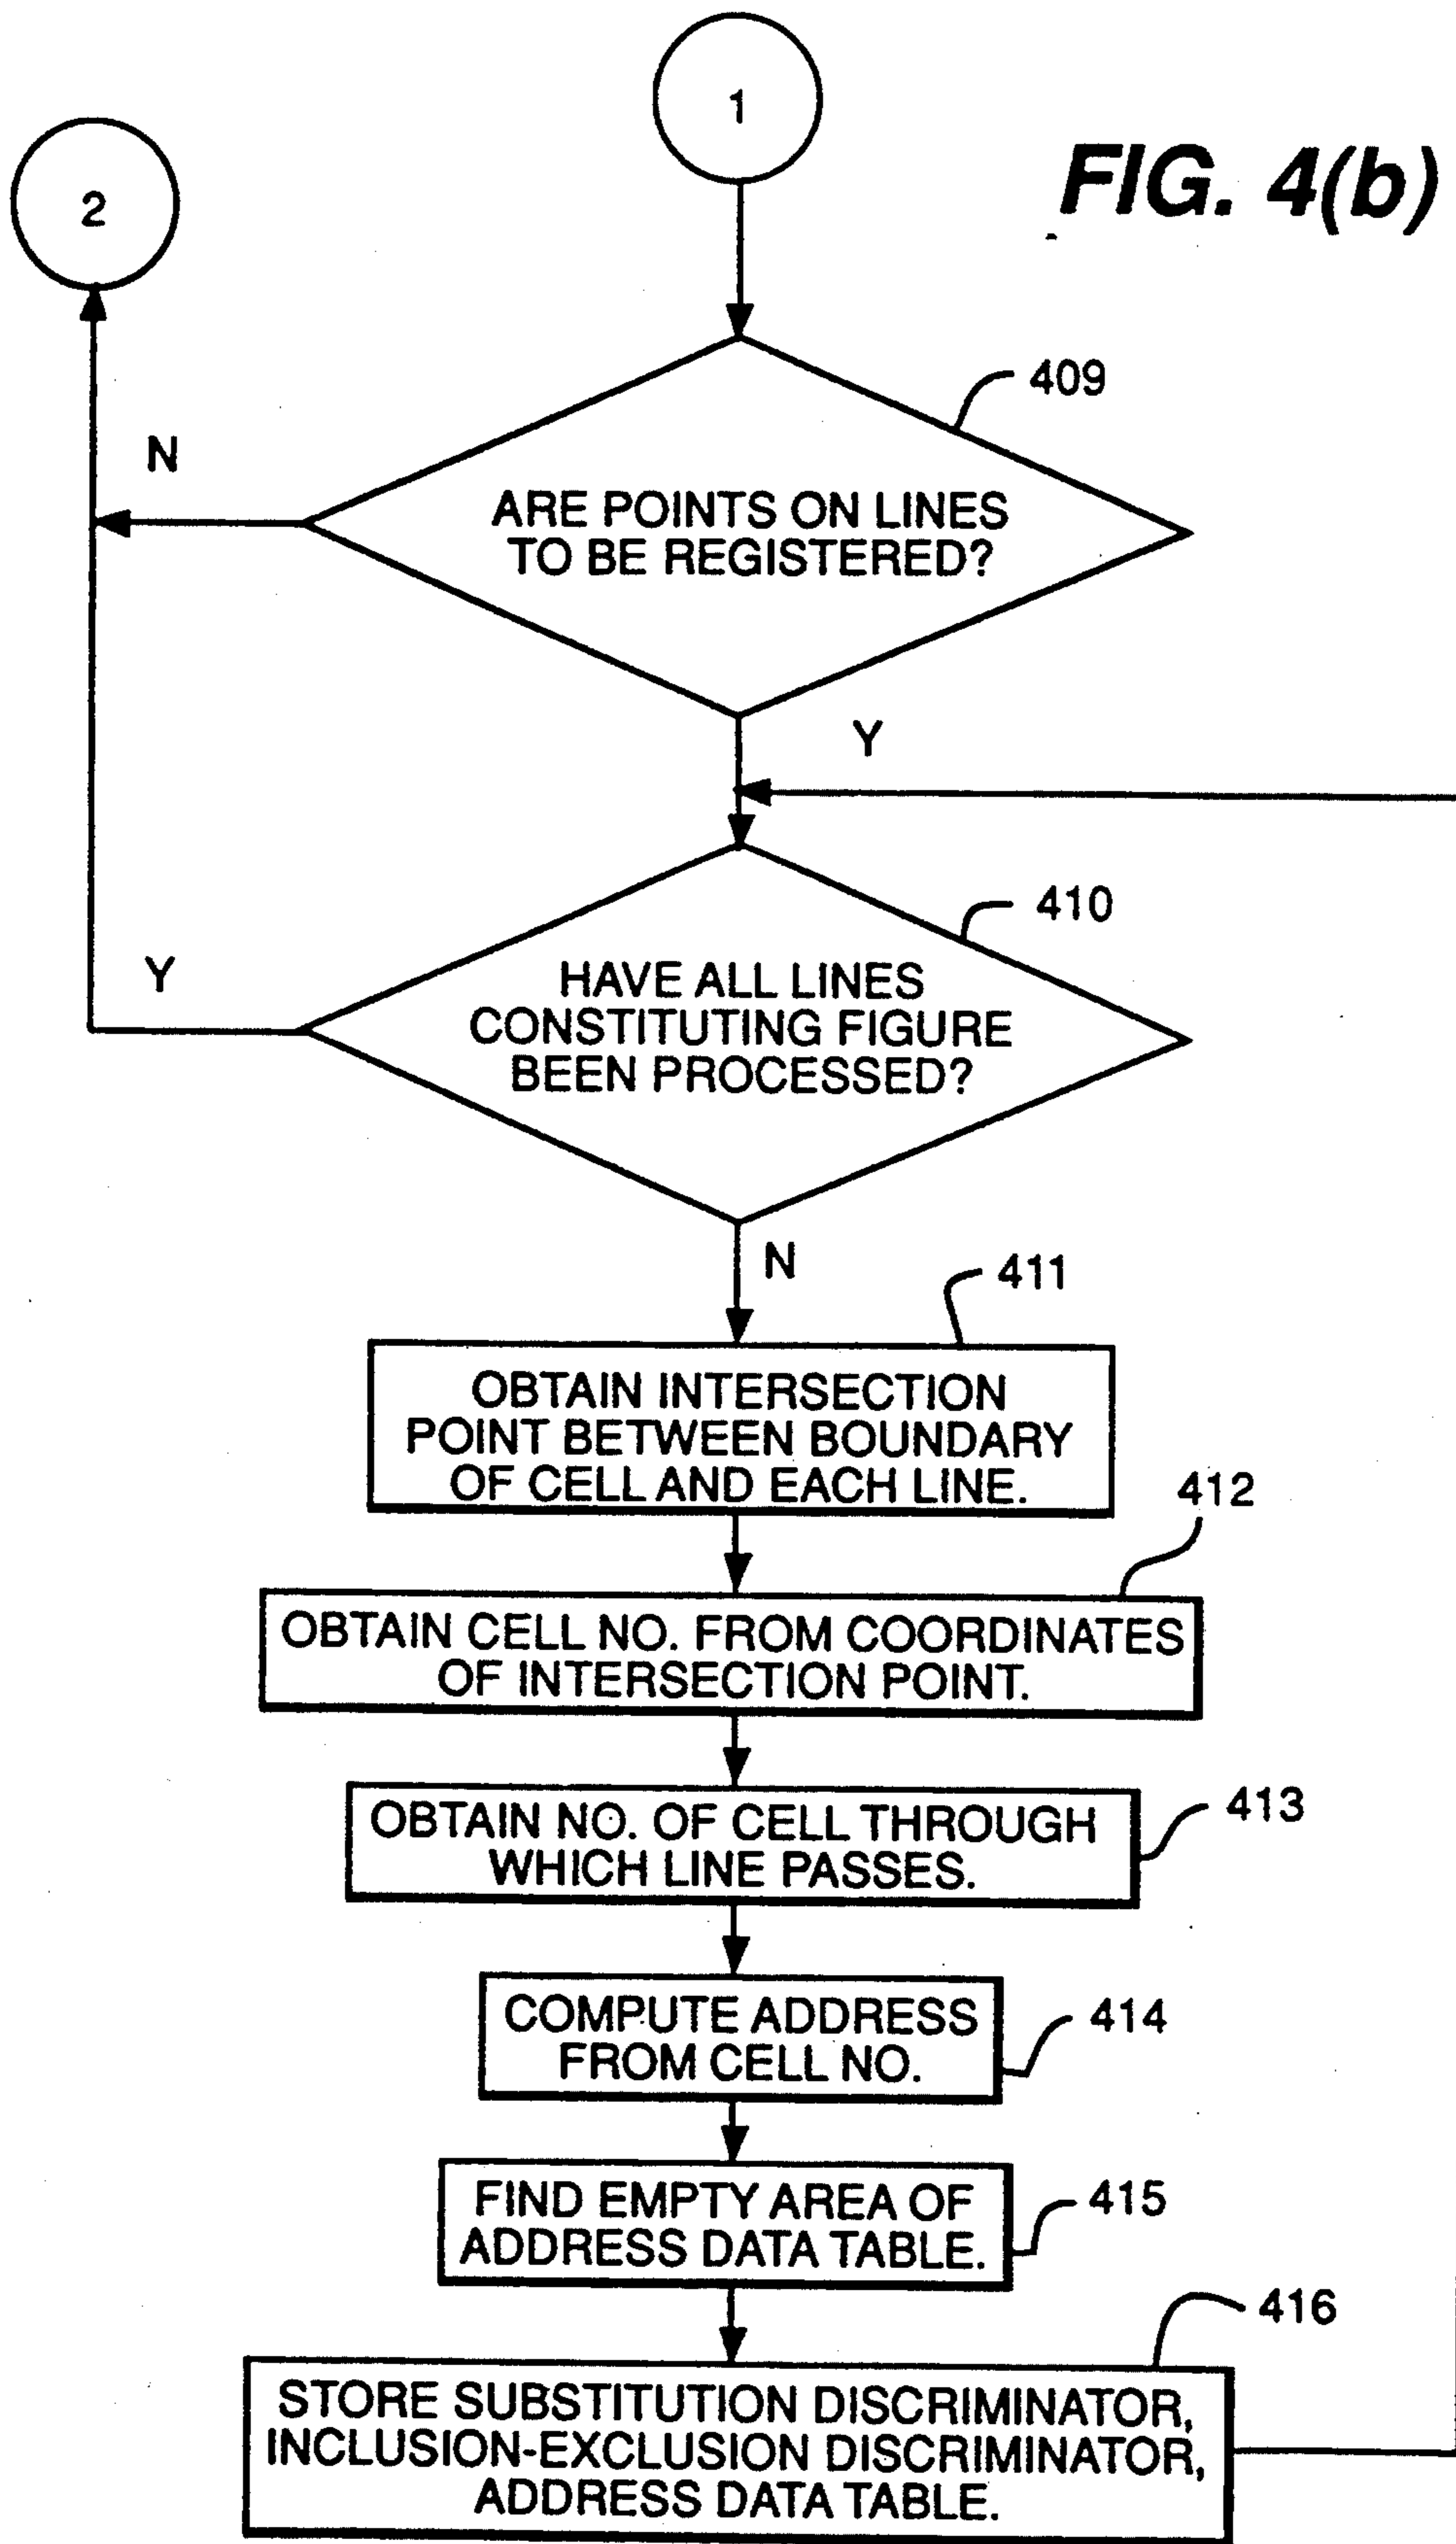 1
2
FIG. 4(b)
409
N
ARE POINTS ON LINES
TO BE REGISTERED?
Y
410
Y
HAVE ALL LINES
CONSTITUTING FIGURE
BEEN PROCESSED?
N
411
OBTAIN INTERSECTION
POINT BETWEEN BOUNDARY
OF CELL AND EACH LINE.
412
OBTAIN CELL NO. FROM COORDINATES
OF INTERSECTION POINT.
413
OBTAIN NO. OF CELL THROUGH
WHICH LINE PASSES.
414
COMPUTE ADDRESS
FROM CELL NO.
415
FIND EMPTY AREA OF
ADDRESS DATA TABLE.
416
STORE SUBSTITUTION DISCRIMINATOR,
INCLUSION-EXCLUSION DISCRIMINATOR,
ADDRESS DATA TABLE.